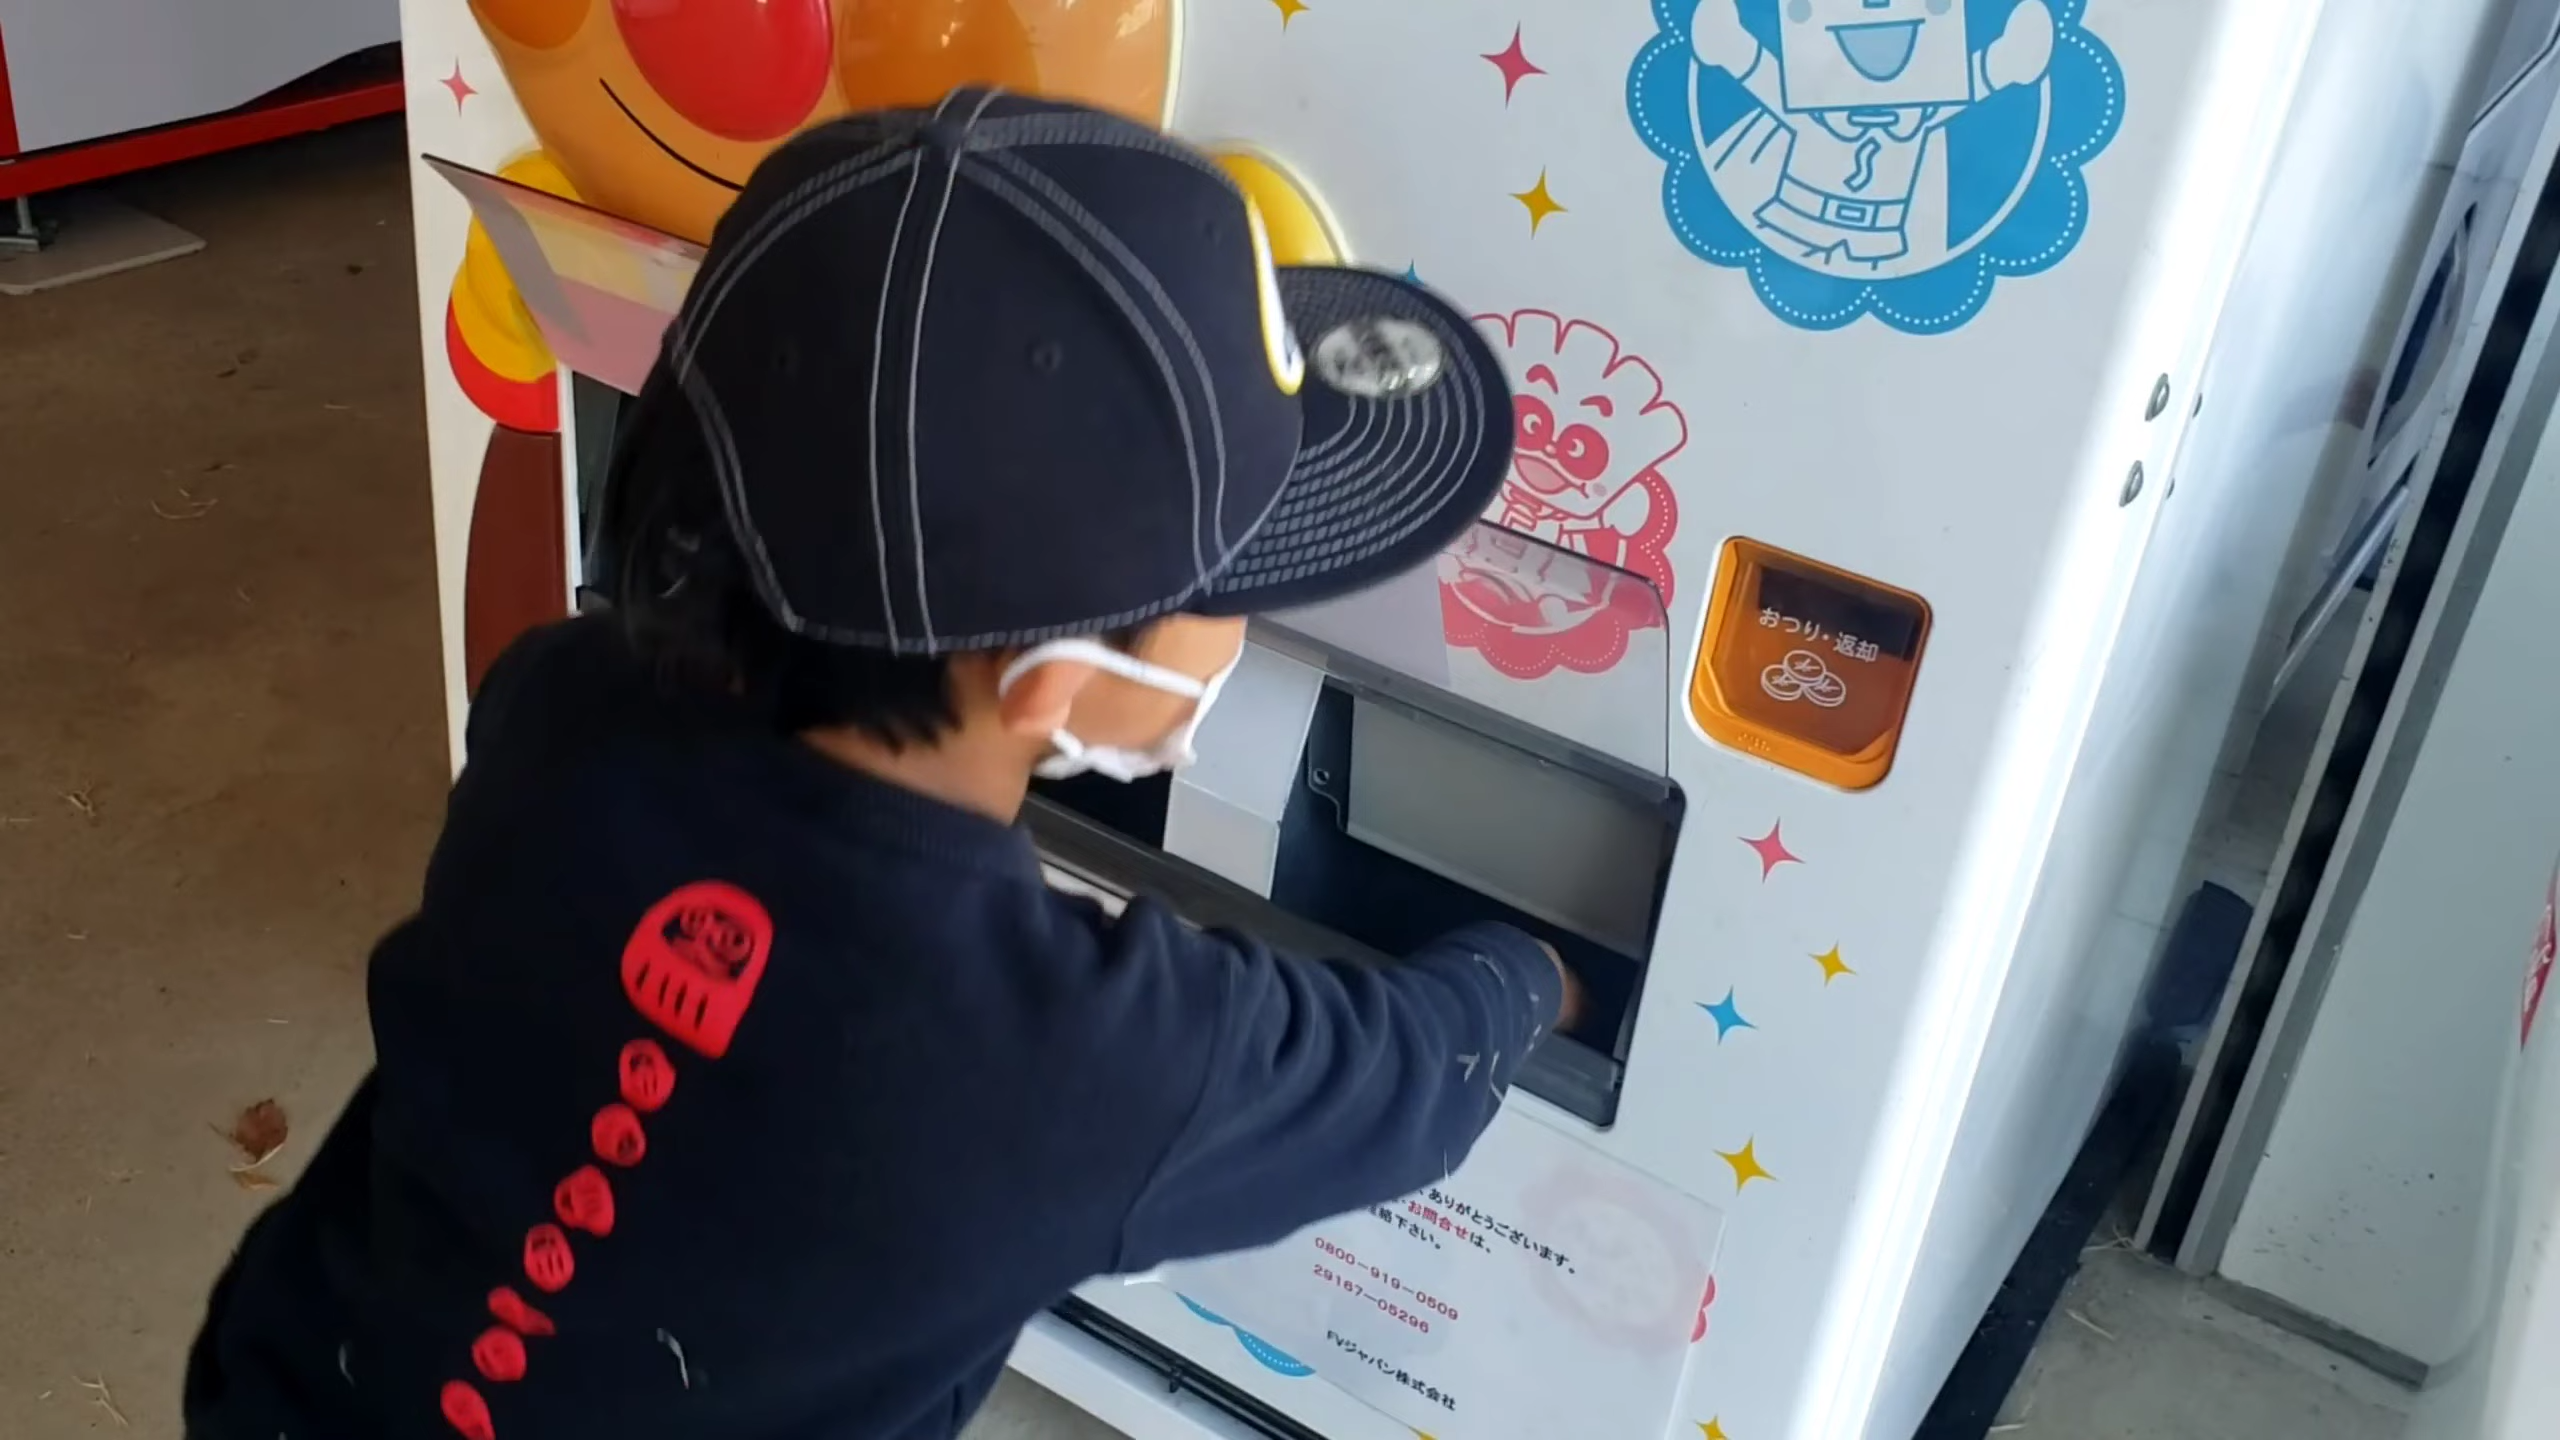 おつり・返却
ありがとうございます。
お問合せは、
絡下さい。
0800-919-0509
29167-05296
FVジャパン株式会社